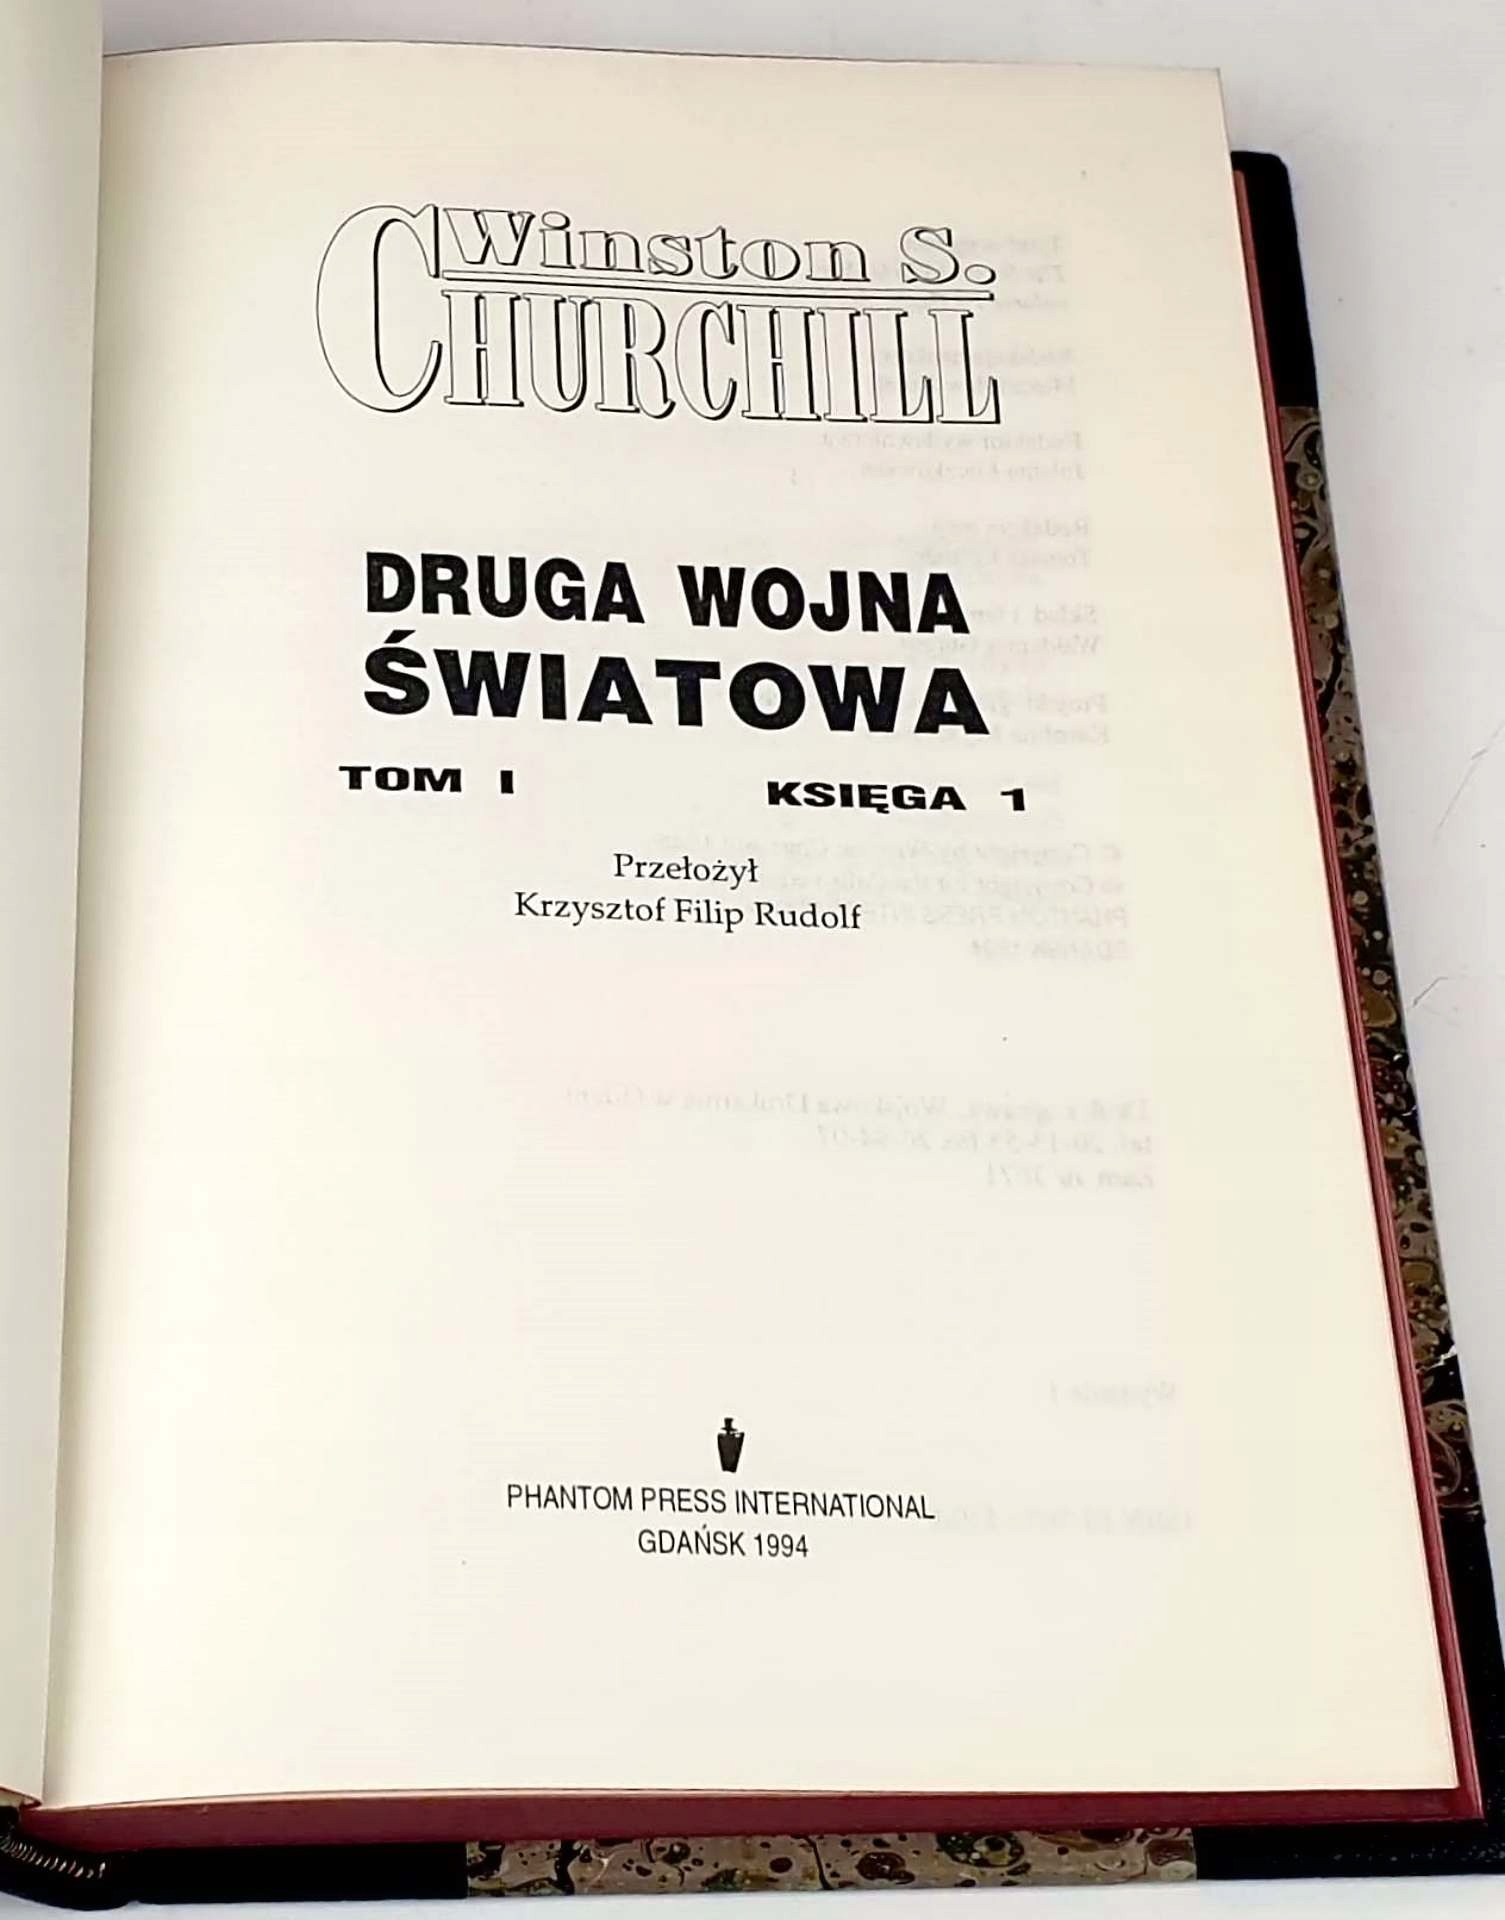 Winston S.
CHURCHILL
DRUGA WOJNA
ŚWIATOWA
TOM I KSIĘGA 1
Przełożył
Krzysztof Filip Rudolf
PHANTOM PRESS INTERNATIONAL
GDAŃSK 1994